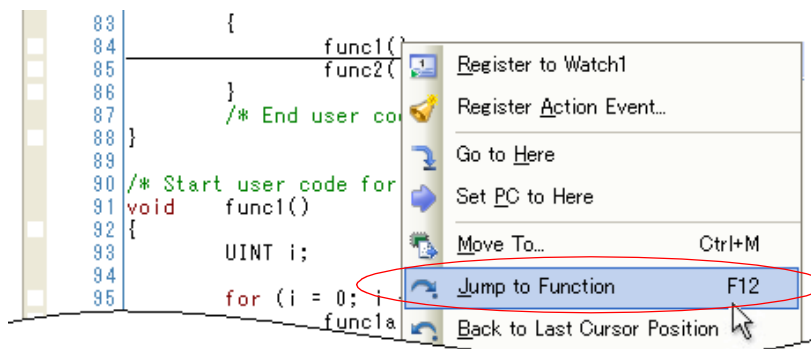 83 {
84 func1()
85 func2(
86 }
87 /* End user co
88 }
89
90 /* Start user code for
91 void func1()
92 {
93 UINT i;
94
95 for (i = 0; i
func1a
Register to Watch1
Register Action Event...
Go to Here
Set PC to Here
Move To... Ctrl+M
Jump to Function F12
Back to Last Cursor Position